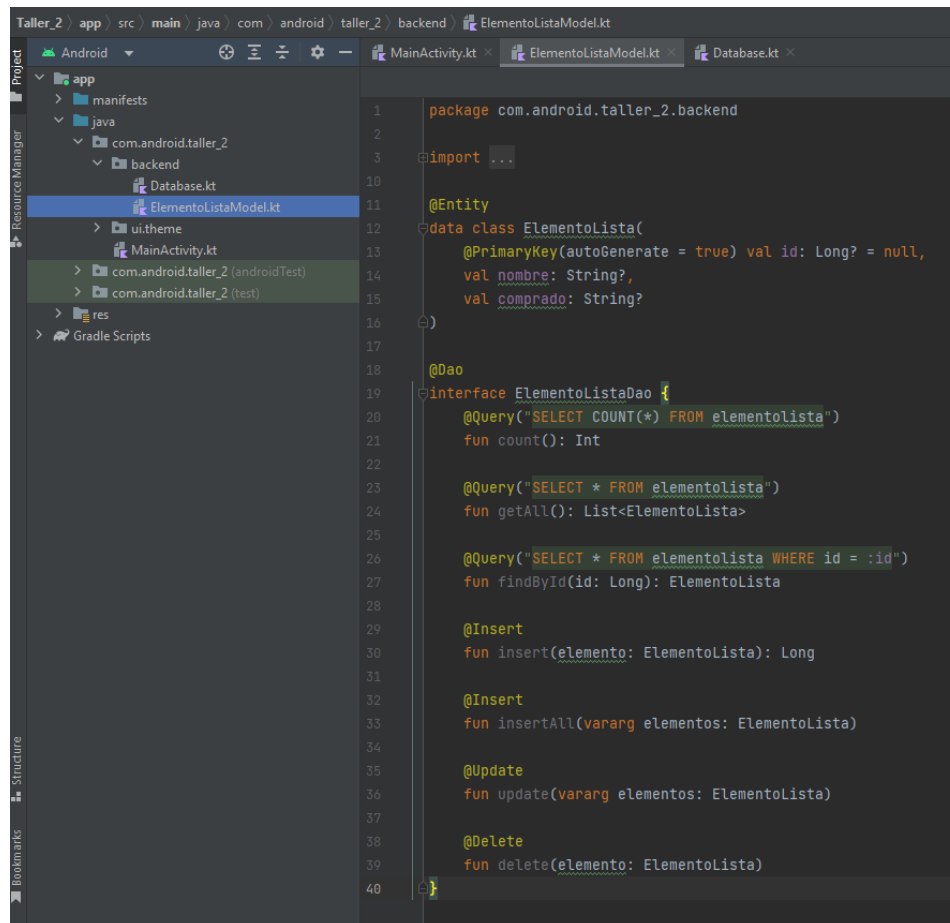 Taller_2 › app › src › main › java › com › android › taller_2 › backend › ElementoListaModel.kt
Project
Resource Manager
Structure
Bookmarks
Android
app
manifests
java
com.android.taller_2
backend
Database.kt
ElementoListaModel.kt
ui.theme
MainActivity.kt
com.android.taller_2 (androidTest)
com.android.taller_2 (test)
res
Gradle Scripts
MainActivity.kt × ElementoListaModel.kt × Database.kt ×
1 package com.android.taller_2.backend
2
3 import ...
10
11 @Entity
12 data class ElementoLista(
13     @PrimaryKey(autoGenerate = true) val id: Long? = null,
14     val nombre: String?,
15     val comprado: String?
16 )
17
18 @Dao
19 interface ElementoListaDao {
20     @Query("SELECT COUNT(*) FROM elementolista")
21     fun count(): Int
22
23     @Query("SELECT * FROM elementolista")
24     fun getAll(): List<ElementoLista>
25
26     @Query("SELECT * FROM elementolista WHERE id = :id")
27     fun findById(id: Long): ElementoLista
28
29     @Insert
30     fun insert(elemento: ElementoLista): Long
31
32     @Insert
33     fun insertAll(vararg elementos: ElementoLista)
34
35     @Update
36     fun update(vararg elementos: ElementoLista)
37
38     @Delete
39     fun delete(elemento: ElementoLista)
40 }